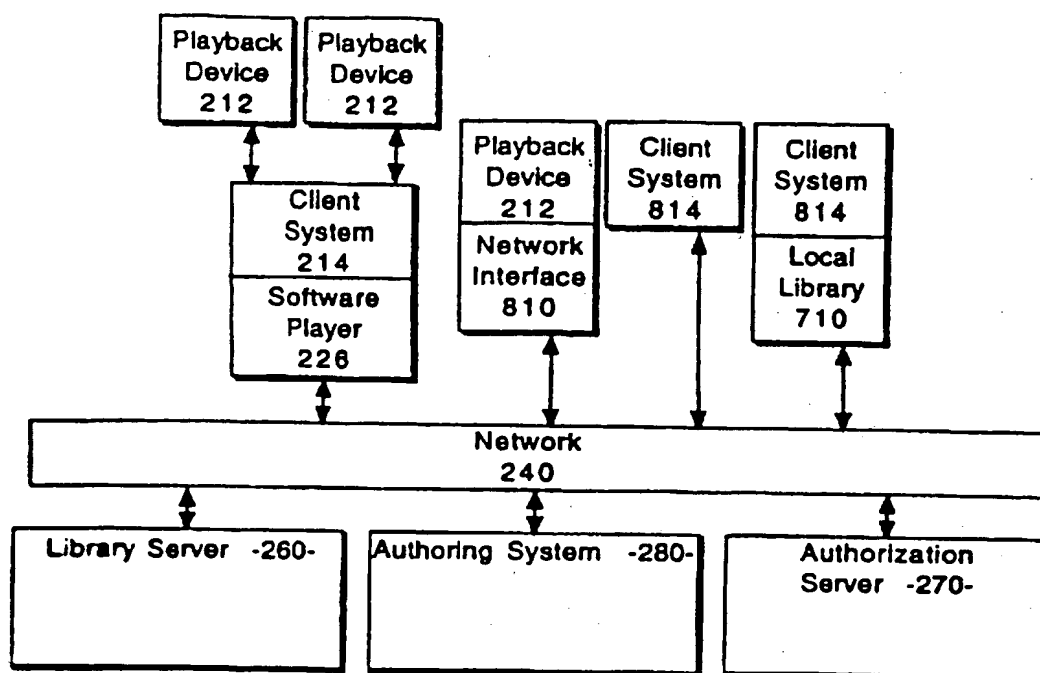 Playback
Device
212
Playback
Device
212
Playback
Device
212
Network
Interface
810
Client
System
814
Client
System
814
Local
Library
710
Client
System
214
Software
Player
226
Network
240
Library Server -260-
Authoring System -280-
Authorization
Server -270-